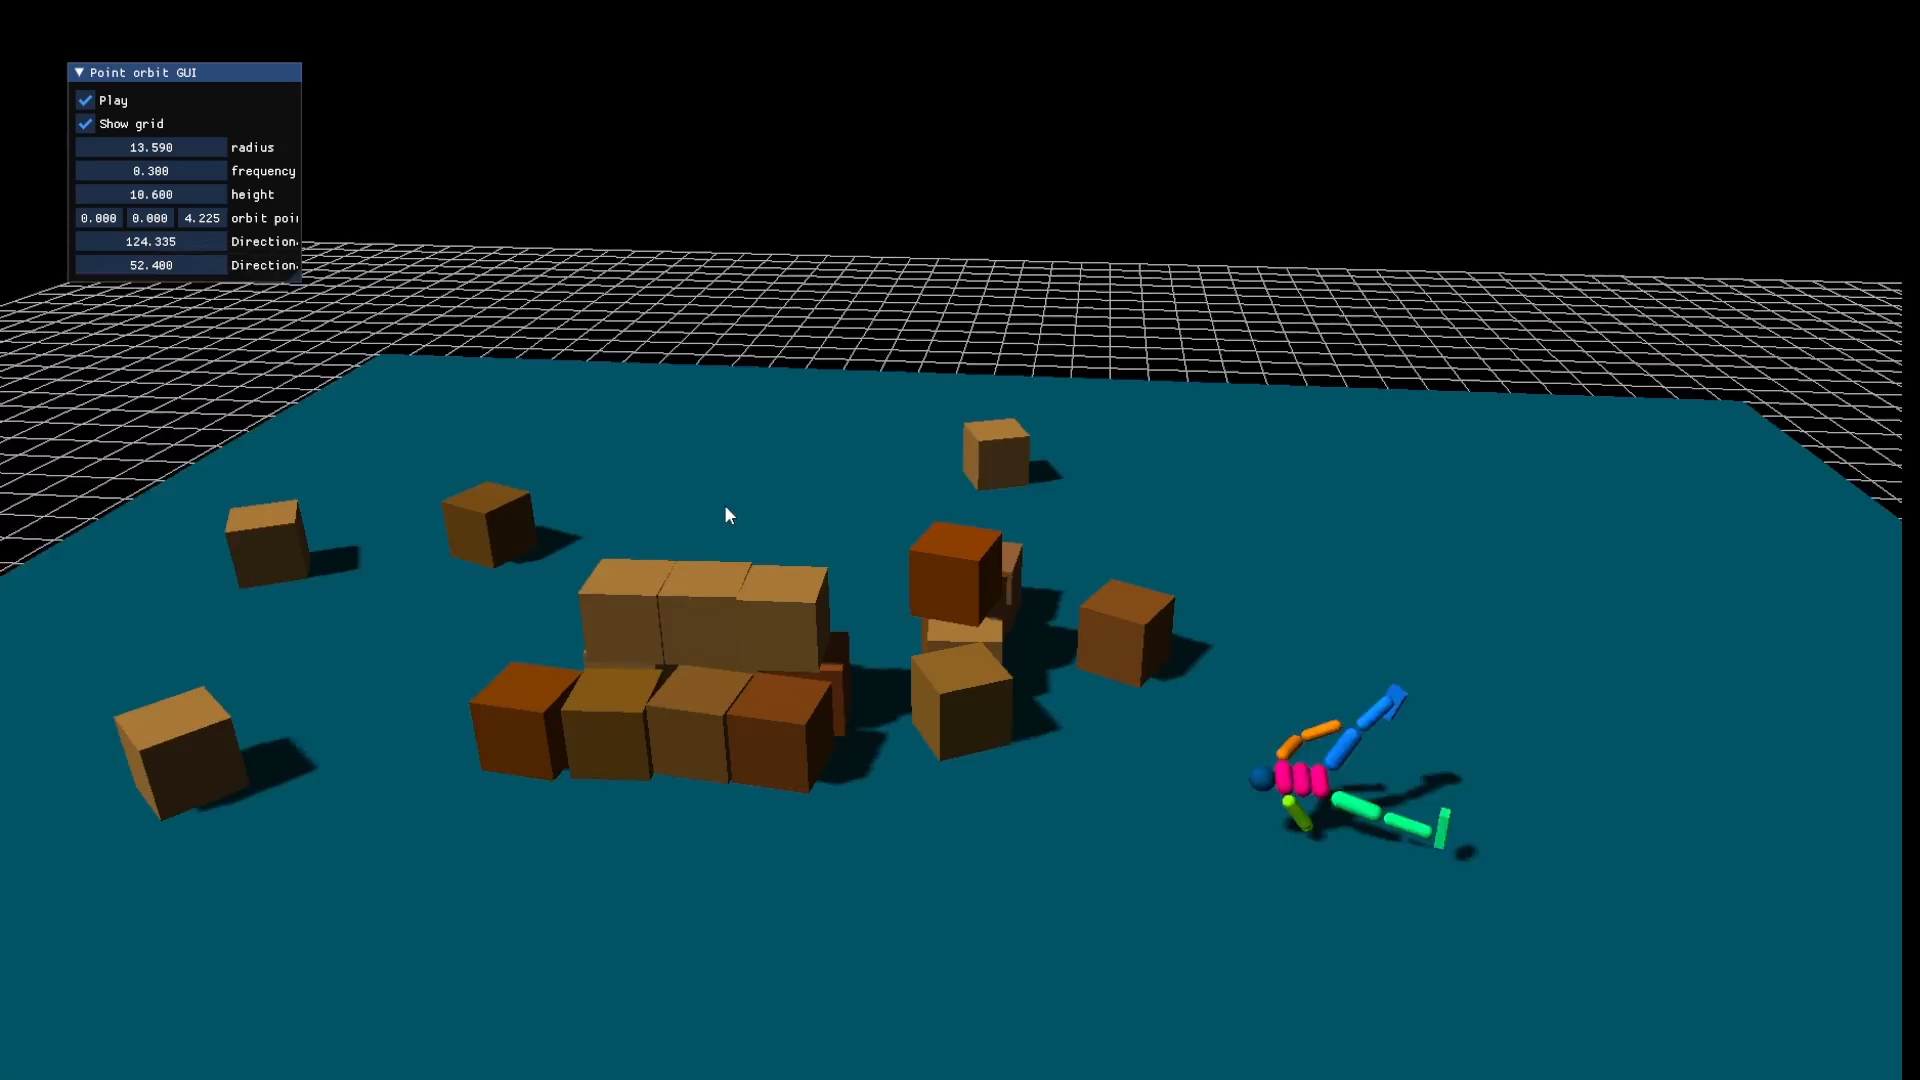 Point orbit GUI
Play
Show grid
13.590 radius
0.300 frequency
10.600 height
0.000 0.000 4.225 orbit poi
124.335 Direction
52.400 Direction